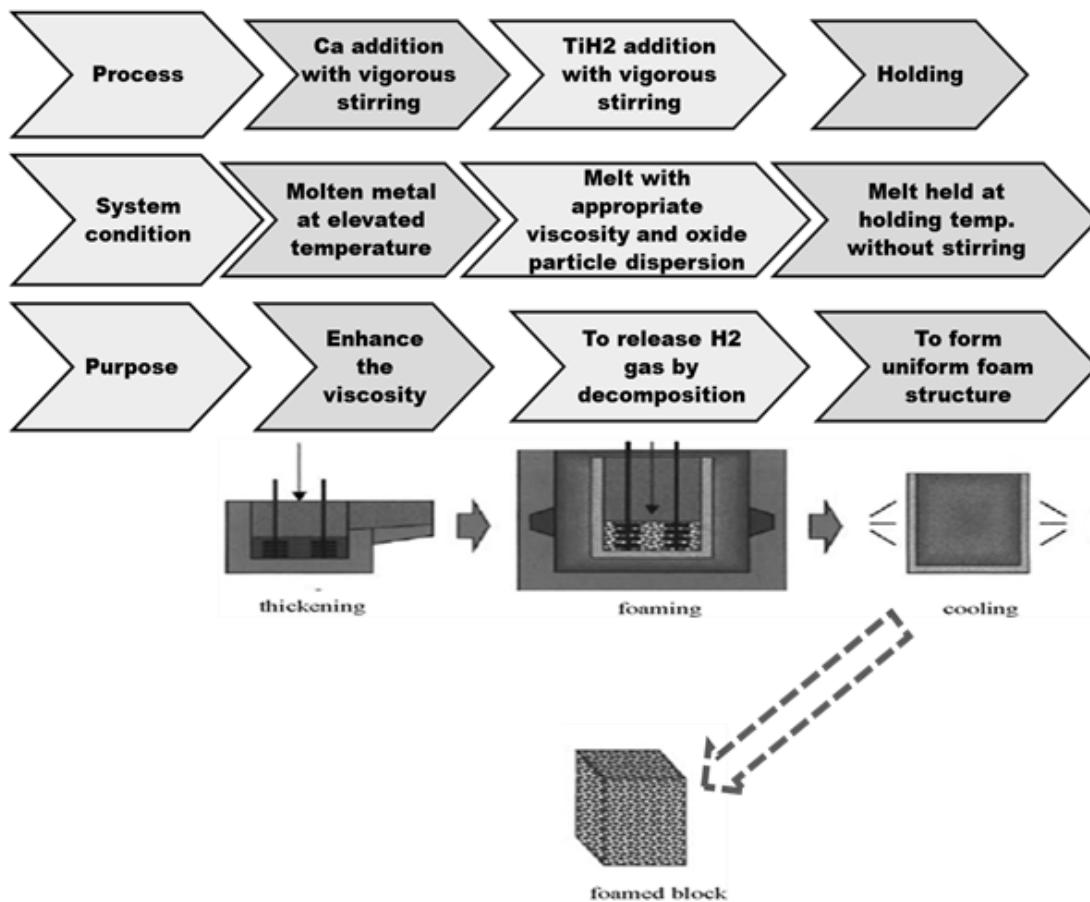 Process
Ca addition
with vigorous
stirring
TiH2 addition
with vigorous
stirring
Holding
System
condition
Molten metal
at elevated
temperature
Melt with
appropriate
viscosity and oxide
particle dispersion
Melt held at
holding temp.
without stirring
Purpose
Enhance
the
viscosity
To release H2
gas by
decomposition
To form
uniform foam
structure
thickening
foaming
cooling
foamed block